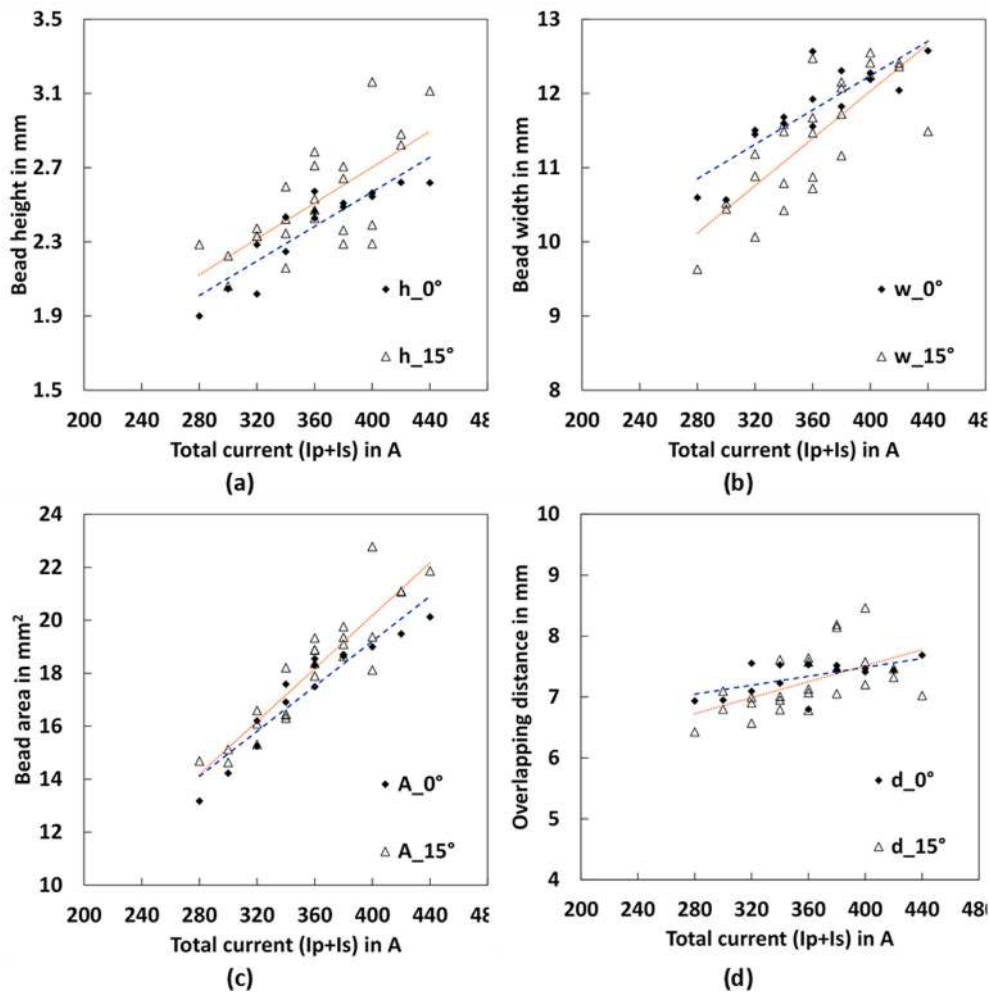 3.5
3.1
2.7
2.3
1.9
1.5
Bead height in mm
h_0°
h_15°
200 240 280 320 360 400 440 48
Total current (Ip+Is) in A
(a)
13
12
11
10
9
8
Bead width in mm
w_0°
w_15°
200 240 280 320 360 400 440 48
Total current (Ip+Is) in A
(b)
24
22
20
18
16
14
12
10
Bead area in mm²
A_0°
A_15°
200 240 280 320 360 400 440 48
Total current (Ip+Is) in A
(c)
10
9
8
7
6
5
4
Overlapping distance in mm
d_0°
d_15°
200 240 280 320 360 400 440 48
Total current (Ip+Is) in A
(d)